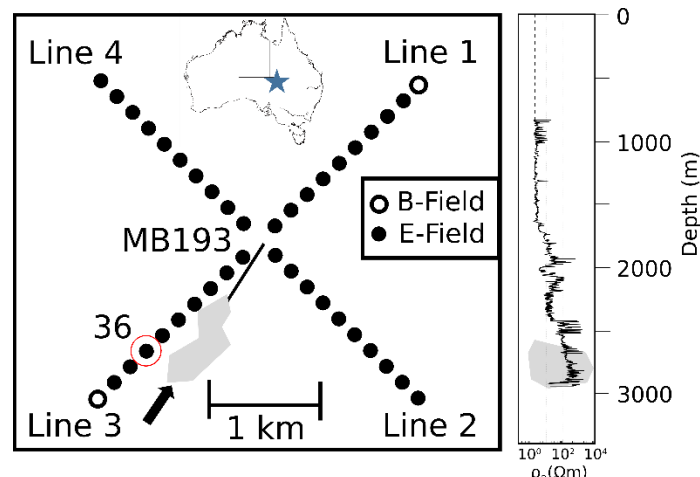 Line 4
Line 1
B-Field
E-Field
MB193
36
Line 3
1 km
Line 2
0
1000
2000
3000
Depth (m)
10⁰ 10² 10⁴
ρₐ(Ωm)